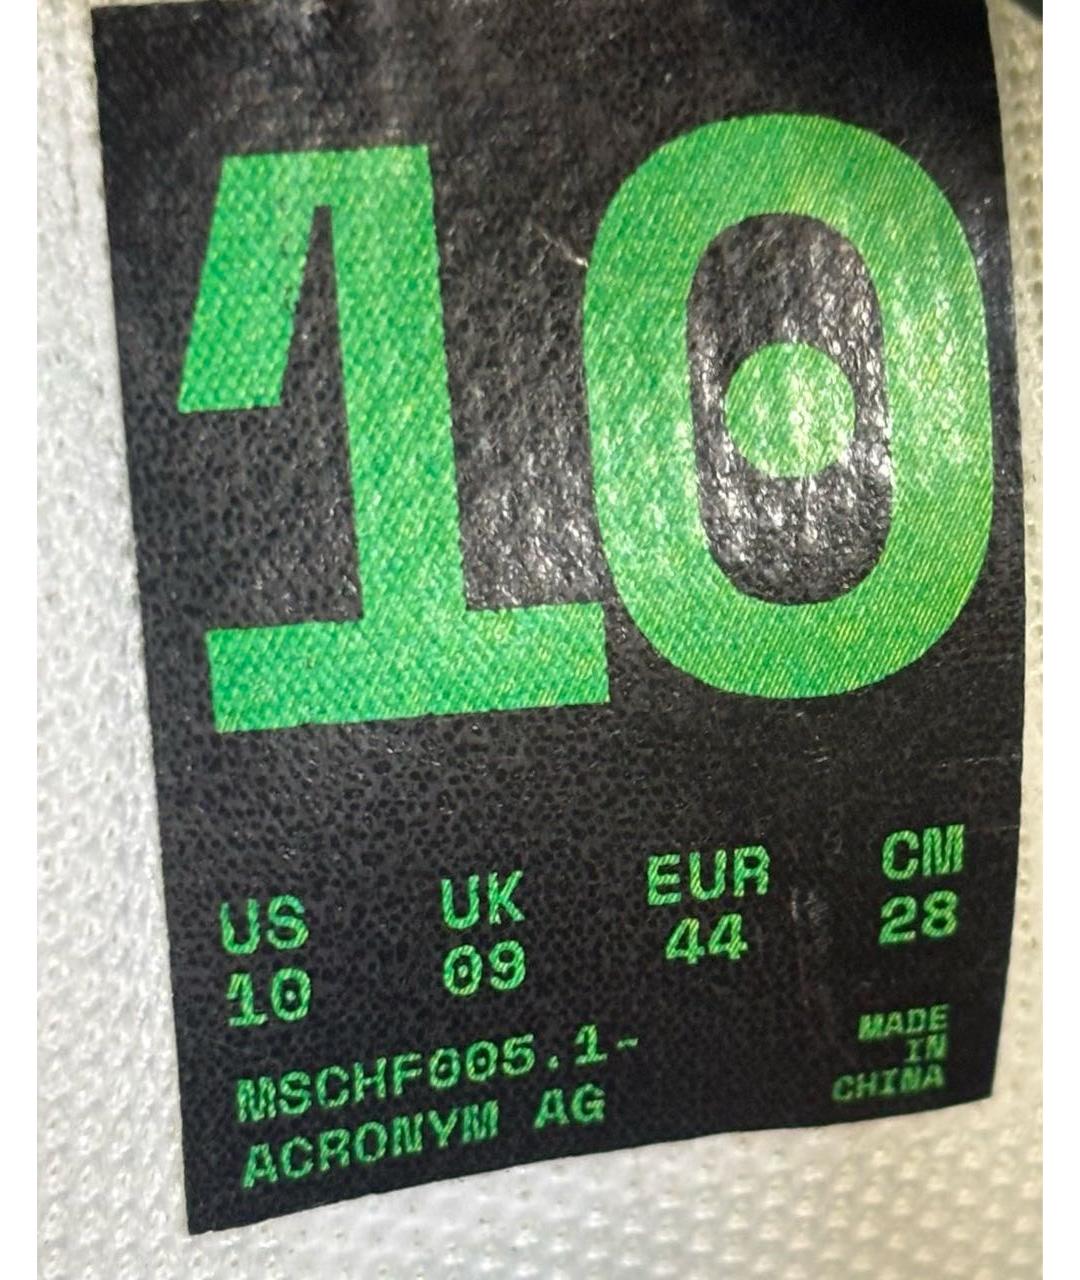 10
US UK EUR CM
10 09 44 28
MSCHF005.1-
ACRONYM AG
MADE
IN
CHINA